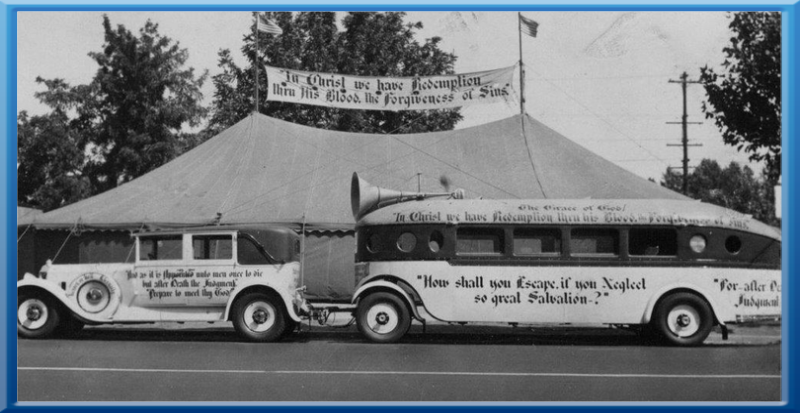 In Christ we have Redemption
thru His Blood, the Forgiveness of Sins.
The Grace of God!
In Christ we have Redemption thru His Blood, the Forgiveness of Sins.
And as it is Appointed unto men once to die
but after Death the Judgment,
"Prepare to meet thy God"
"How shall you Escape, if you Neglect
so great Salvation-?"
"For-after De
Judgment